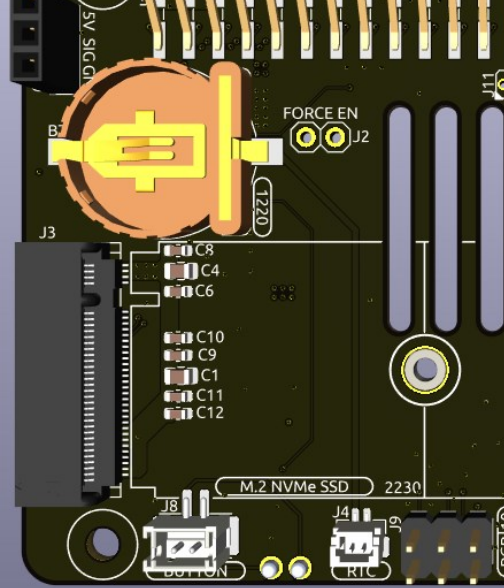 5V SIG G
J11
FORCE EN
J2
B
1220
J3
C8
C4
C6
C10
C9
C1
C11
C12
M.2 NVMe SSD
2230
J8
J4
J9
BUTTON
RTC